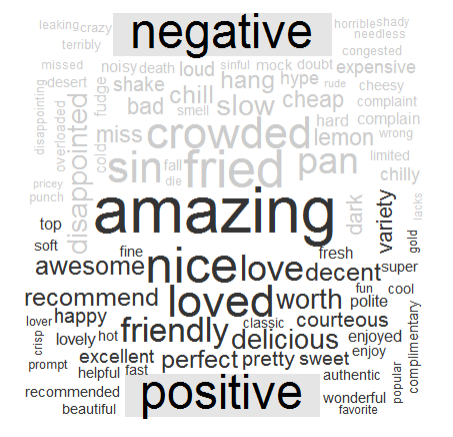 leaking crazy negative horrible shady
needless
terribly congested
missed noisy death loud sinful mock doubt expensive
desert shake hang hype rude cheesy
disappointing overloaded disappointed fudge bad chill smell slow cheap complaint
miss crowded hard complain
cold lemon wrong
sin fall fried pan limited
die chilly
pricey
punch amazing dark variety lacks
top gold
soft fine nice fresh
awesome love decent super
recommend loved worth fun cool
lover happy polite
crisp lovely hot friendly classic courteous
delicious enjoyed complimentary
prompt excellent perfect pretty sweet enjoy
helpful fast authentic popular
recommended positive wonderful
beautiful favorite